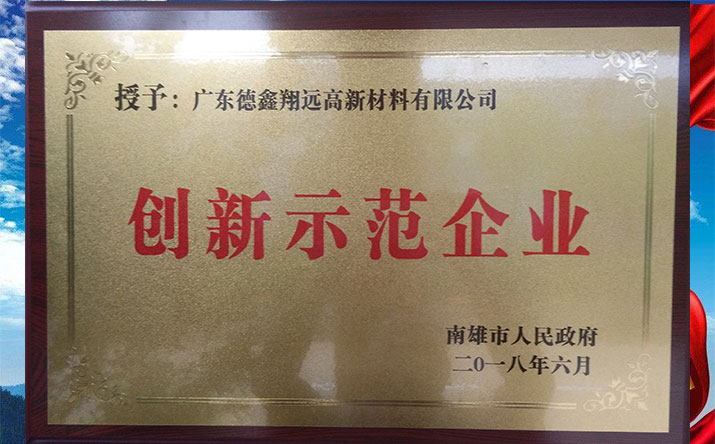 授予：广东德鑫翔远高新材料有限公司
创新示范企业
南雄市人民政府
二0一八年六月